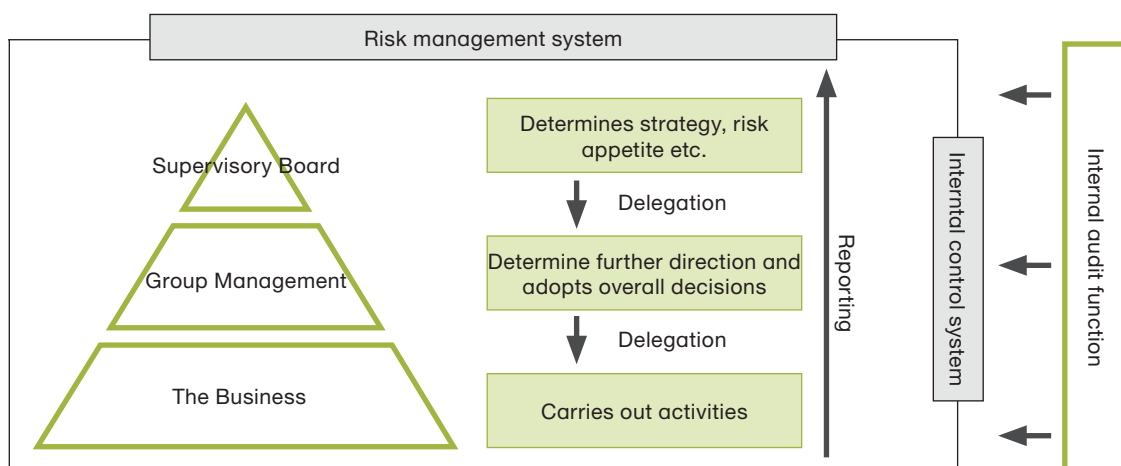 Risk management system
Supervisory Board
Determines strategy, risk
appetite etc.
Delegation
Group Management
Determine further direction and
adopts overall decisions
Delegation
The Business
Carries out activities
Reporting
Interntal control system
Internal audit function